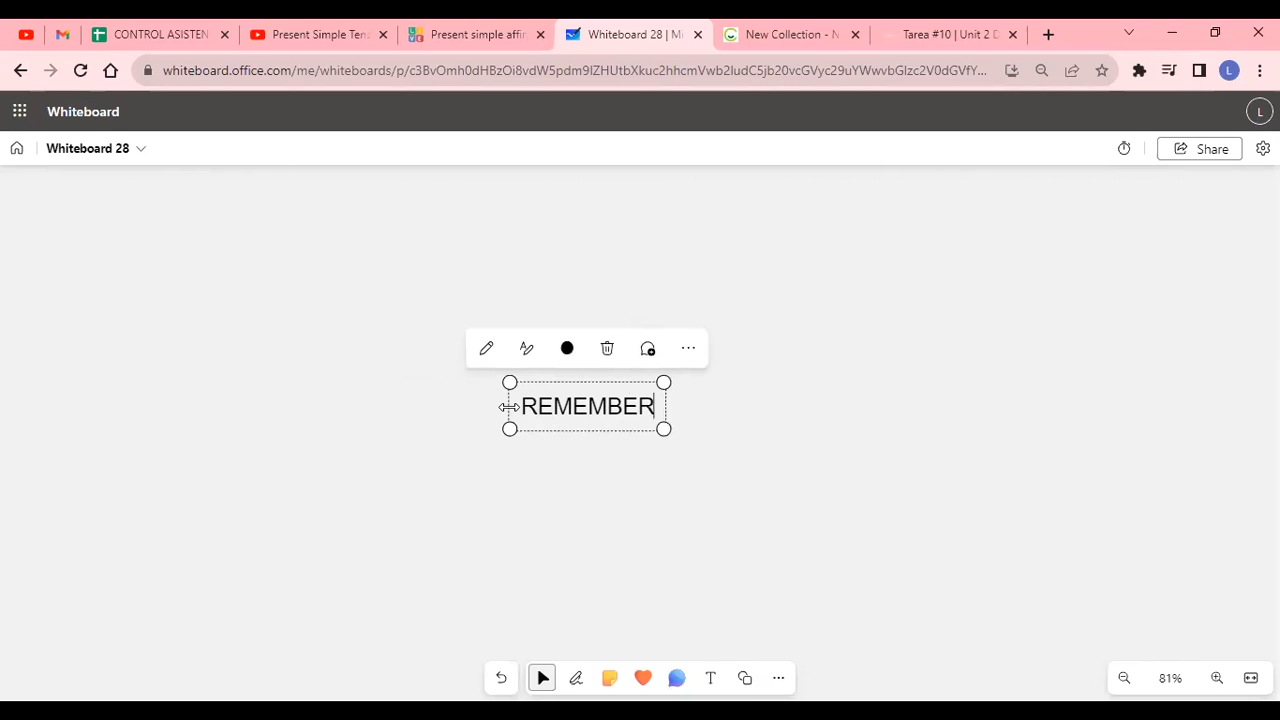 CONTROL ASISTEN
Present Simple Ten
Present simple affir
Whiteboard 28 | Mi
New Collection - N
Tarea #10 | Unit 2 D
whiteboard.office.com/me/whiteboards/p/
Whiteboard
L
Whiteboard 28
Share
REMEMBER
81%